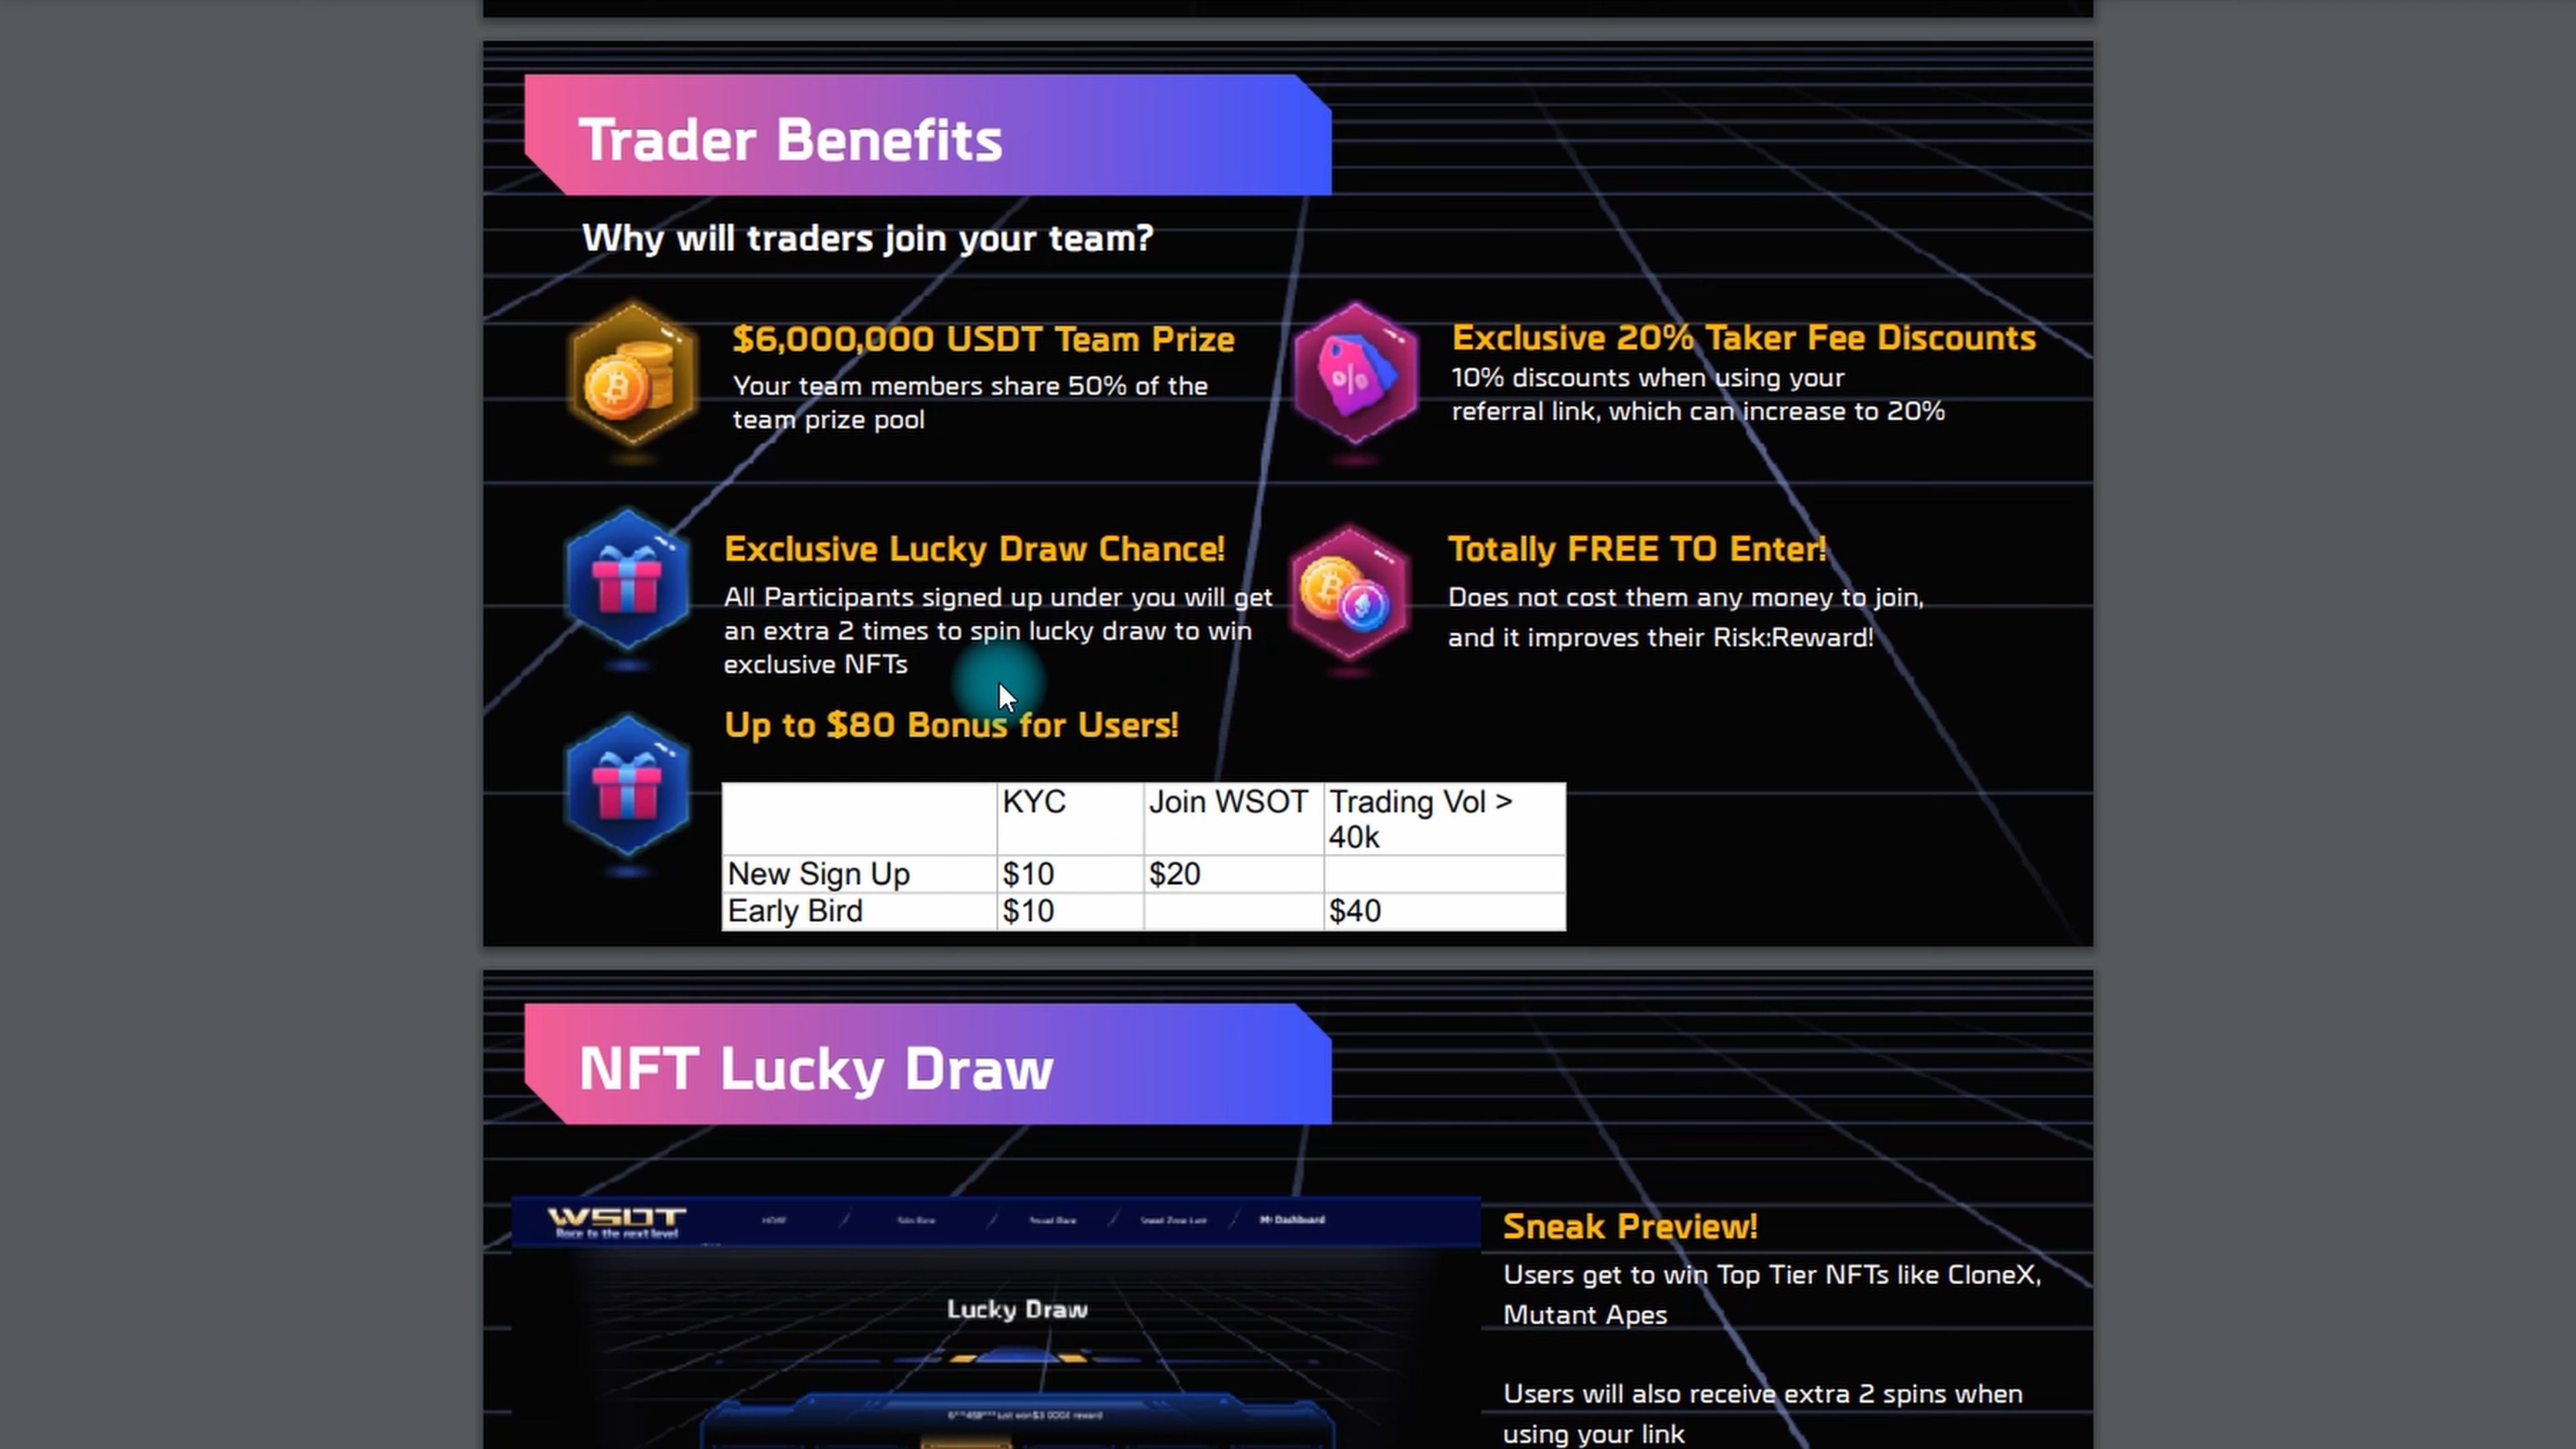 Trader Benefits
Why will traders join your team?
$6,000,000 USDT Team Prize
Your team members share 50% of the
team prize pool
Exclusive 20% Taker Fee Discounts
10% discounts when using your
referral link, which can increase to 20%
Exclusive Lucky Draw Chance!
All Participants signed up under you will get
an extra 2 times to spin lucky draw to win
exclusive NFTs
Totally FREE TO Enter!
Does not cost them any money to join,
and it improves their Risk:Reward!
Up to $80 Bonus for Users!
KYC Join WSOT Trading Vol >
40k
New Sign Up $10 $20
Early Bird $10 $40
NFT Lucky Draw
WSOT
Race to the next level
My Dashboard
Lucky Draw
Sneak Preview!
Users get to win Top Tier NFTs like CloneX,
Mutant Apes
Users will also receive extra 2 spins when
using your link